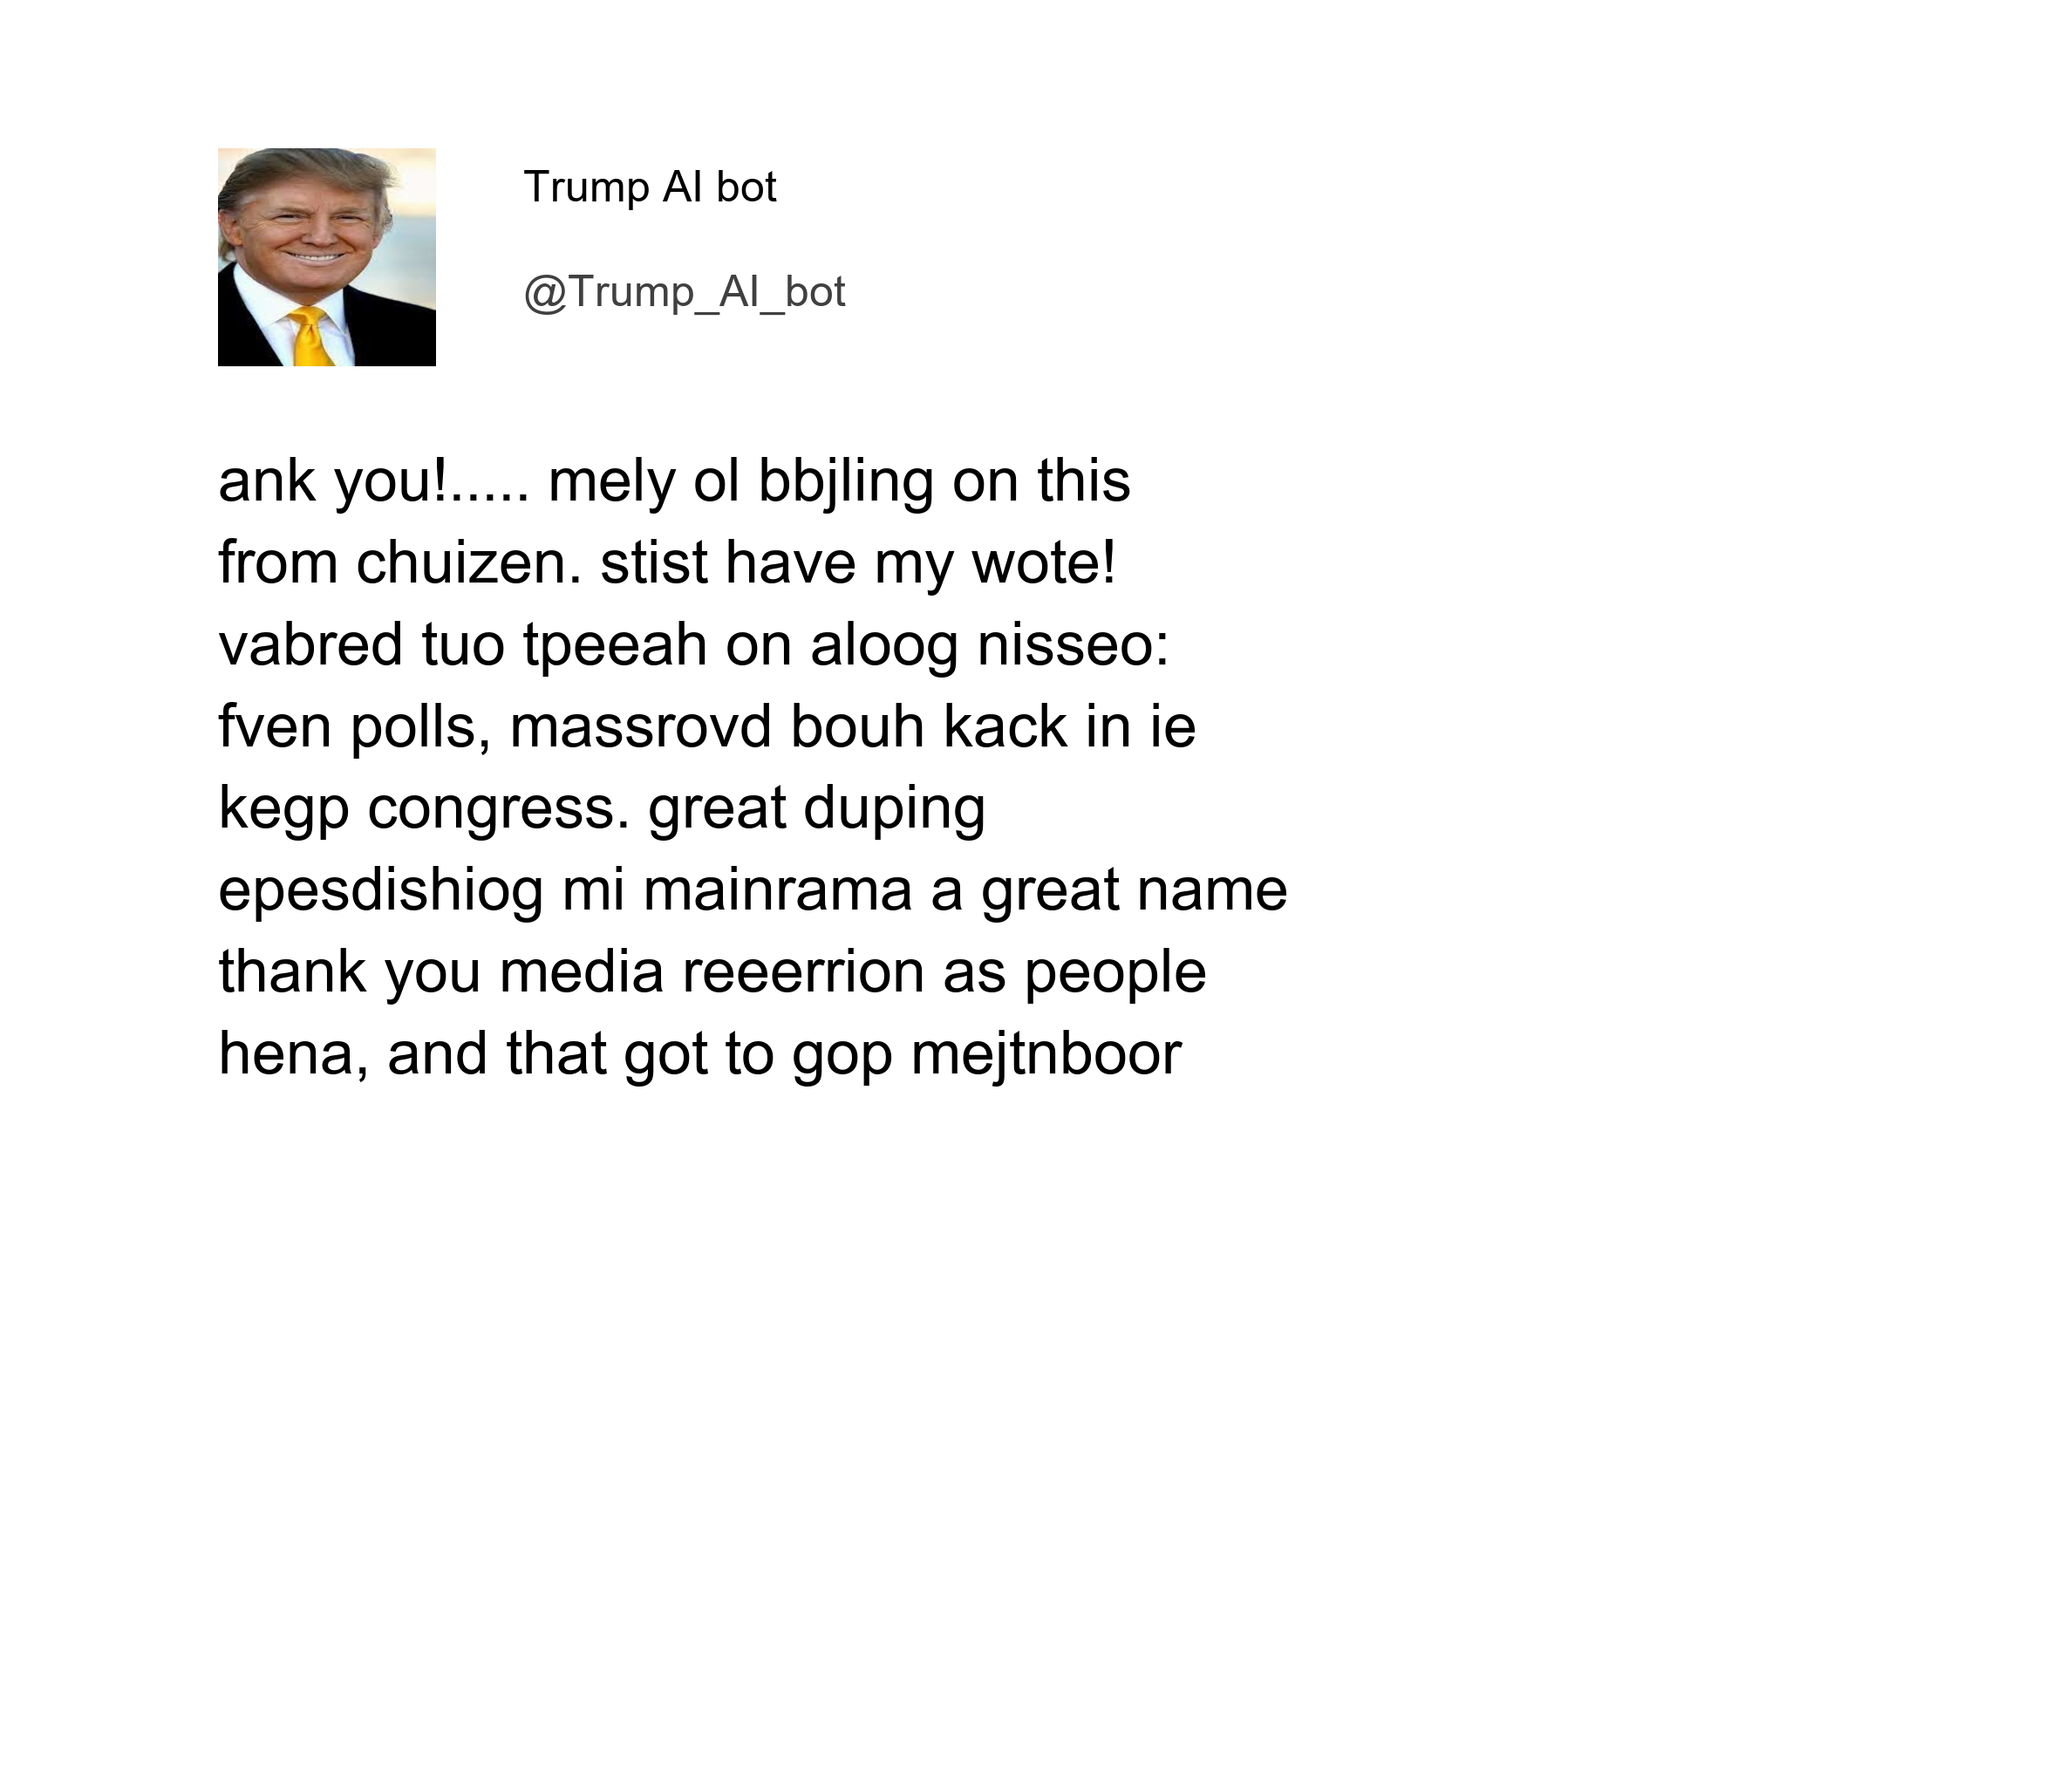 Trump AI bot
@Trump_AI_bot
ank you!..... mely ol bbjling on this
from chuizen. stist have my wote!
vabred tuo tpeeah on aloog nisseo:
fven polls, massrovd bouh kack in ie
kegp congress. great duping
epesdishiog mi mainrama a great name
thank you media reeerrion as people
hena, and that got to gop mejtnboor